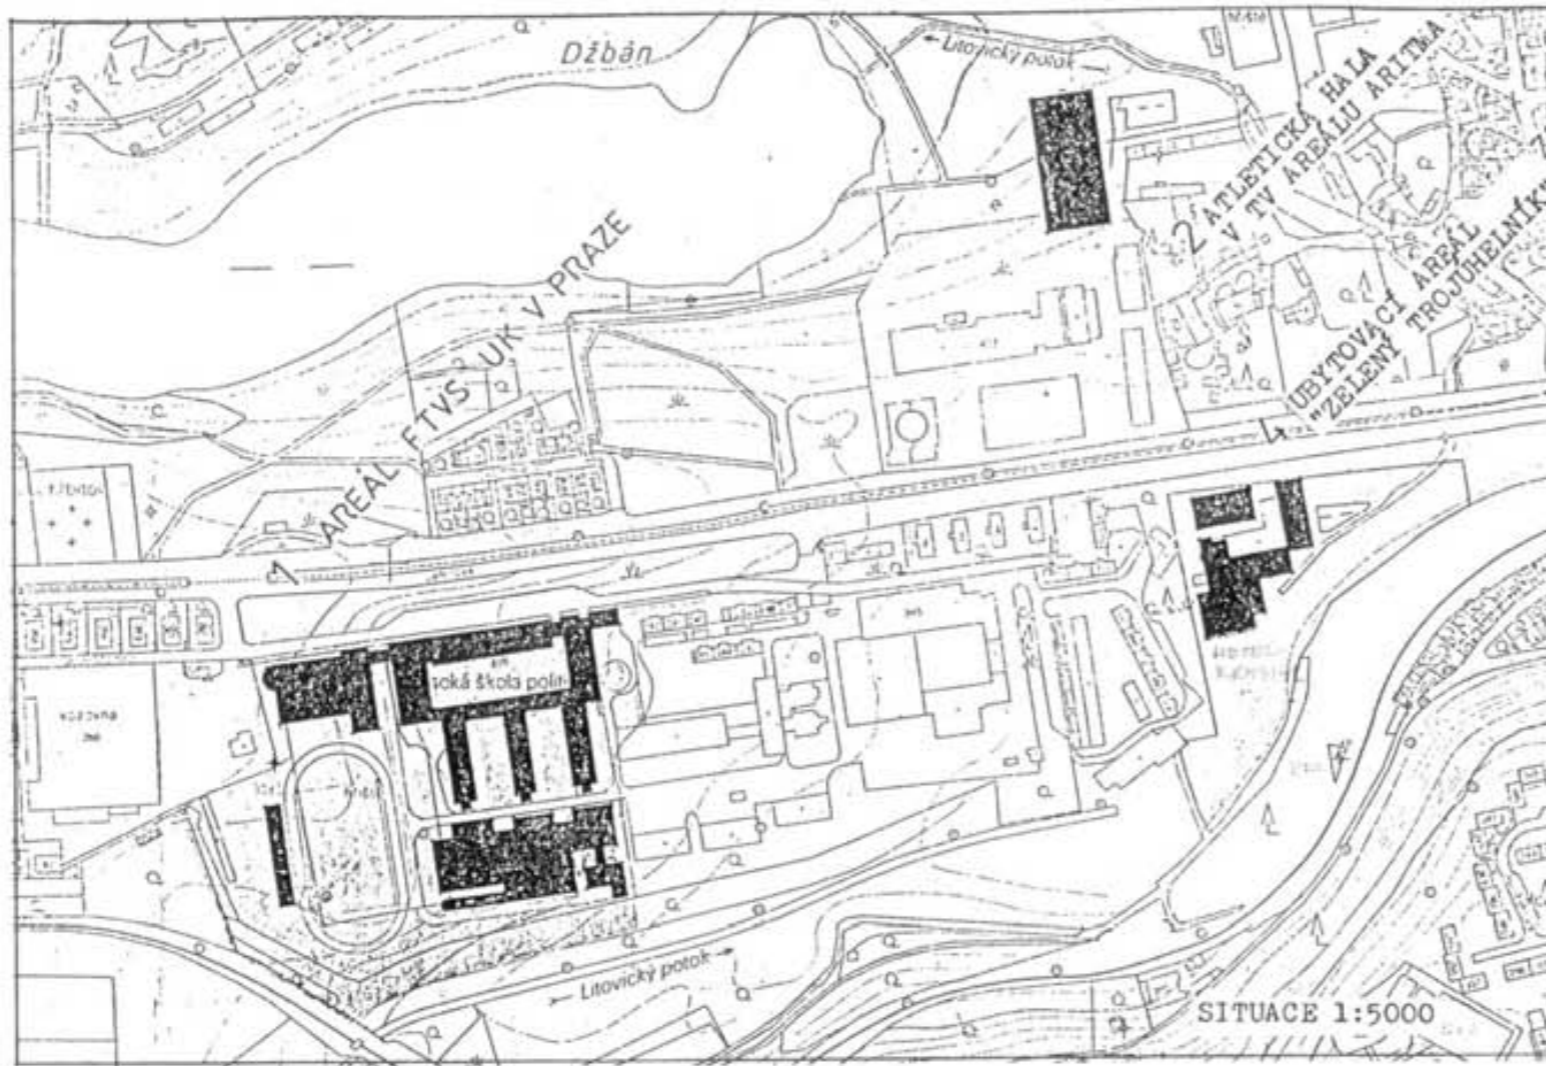 Džbán
← Litovický potok
2 ATLETICKÁ HALA
V TV AREÁLU ARITMA
UBYTOVACÍ AREÁL
"ZELENÝ TROJÚHELNÍK"
1 AREÁL FTVS UK V PRAZE
oká škola polit
← Litovický potok →
SITUACE 1:5000